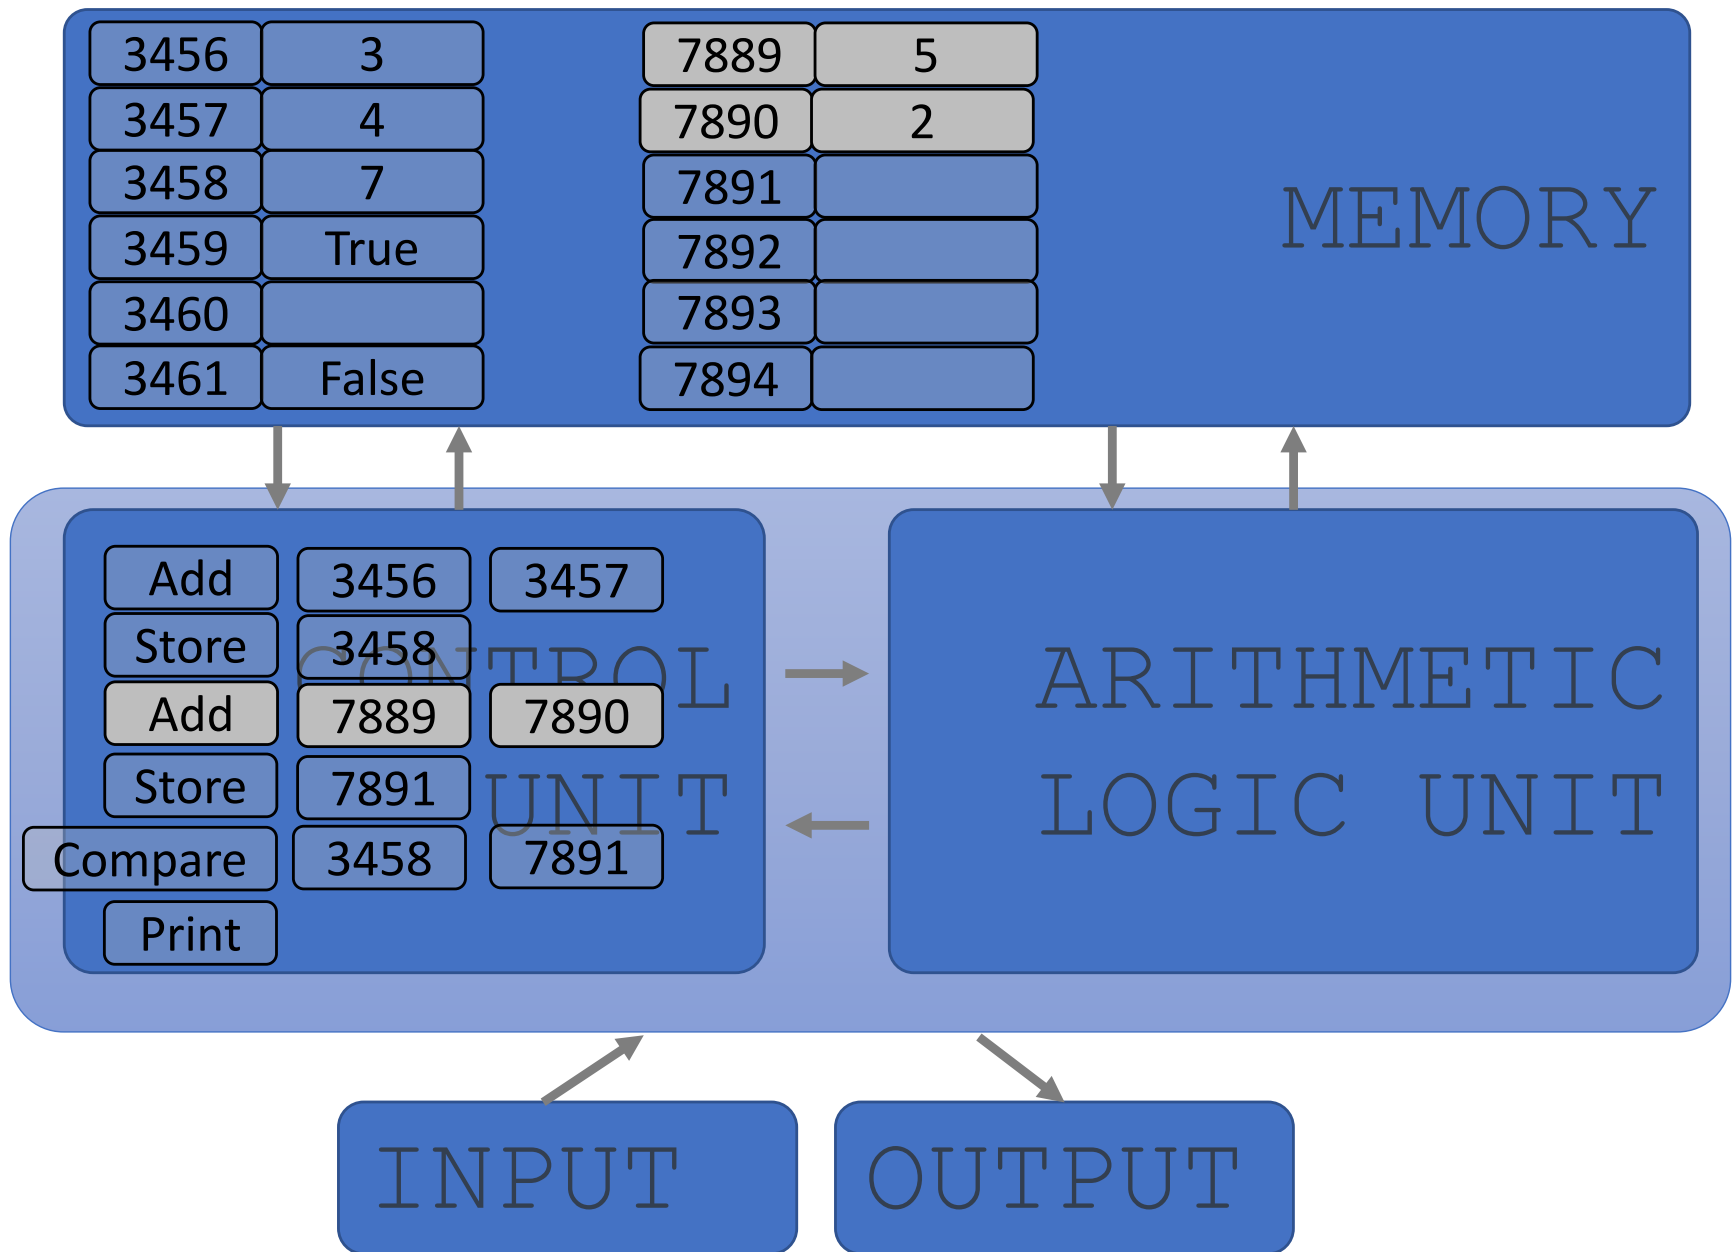 3456 3
3457 4
3458 7
3459 True
3460
3461 False
7889 5
7890 2
7891
7892
7893
7894
MEMORY
Add 3456 3457
Store 3458
Add 7889 7890
Store 7891
Compare 3458 7891
Print
CONTROL
UNIT
ARITHMETIC
LOGIC UNIT
INPUT
OUTPUT